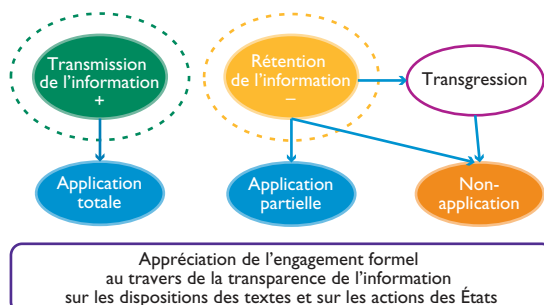 Transmission
de l'information
+
Rétention
de l'information
–
Transgression
Application
totale
Application
partielle
Non-
application
Appréciation de l'engagement formel
au travers de la transparence de l'information
sur les dispositions des textes et sur les actions des États